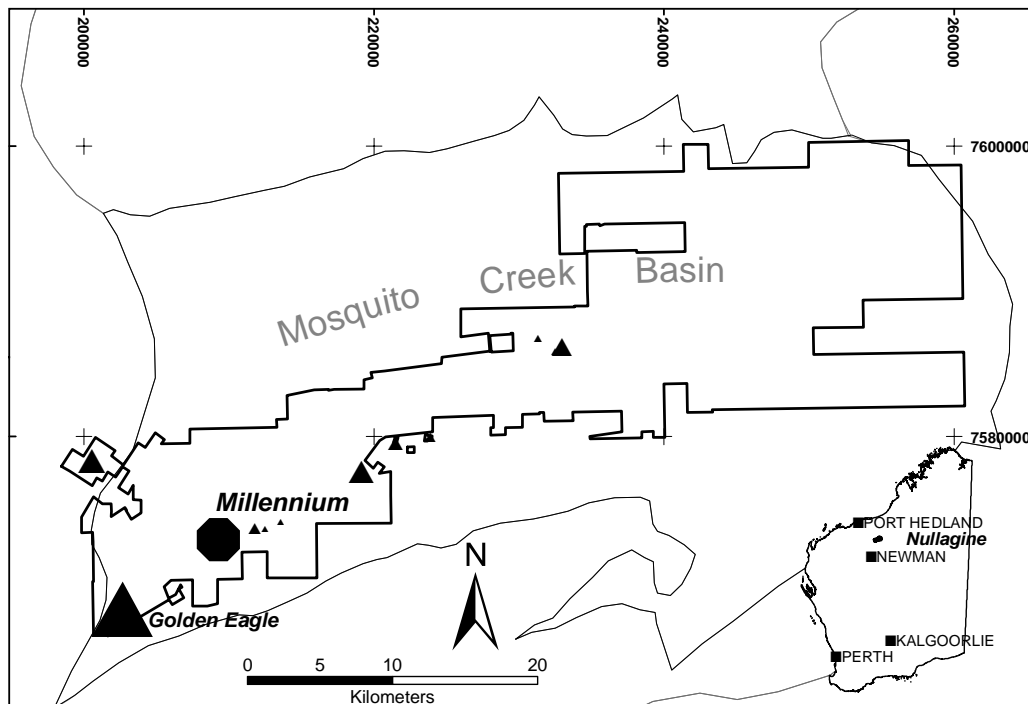 200000
220000
240000
260000
7600000
Mosquito Creek Basin
7580000
Millennium
Golden Eagle
N
0 5 10 20
Kilometers
PORT HEDLAND
Nullagine
NEWMAN
KALGOORLIE
PERTH